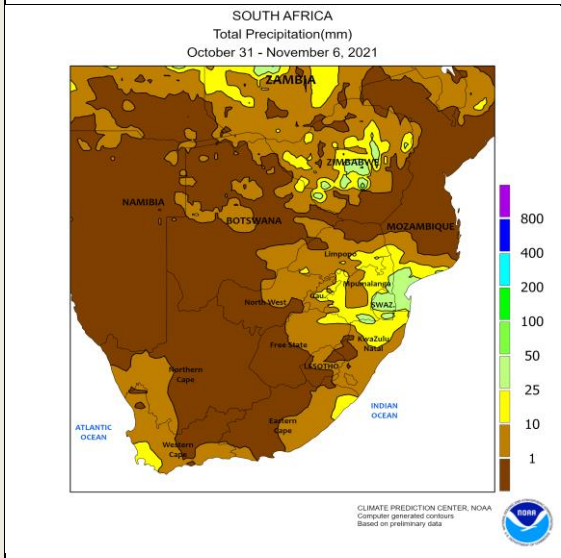 SOUTH AFRICA
Total Precipitation(mm)
October 31 - November 6, 2021
ZAMBIA
ZIMBABWE
NAMIBIA
BOTSWANA
MOZAMBIQUE
Limpopo
Mpumalanga
Gau.
SWAZ.
North West
KwaZulu
Natal
Free State
LESOTHO
Northern
Cape
Eastern
Cape
Western
Cape
ATLANTIC
OCEAN
INDIAN
OCEAN
800
400
200
100
50
25
10
1
CLIMATE PREDICTION CENTER, NOAA
Computer generated contours
Based on preliminary data
NOAA